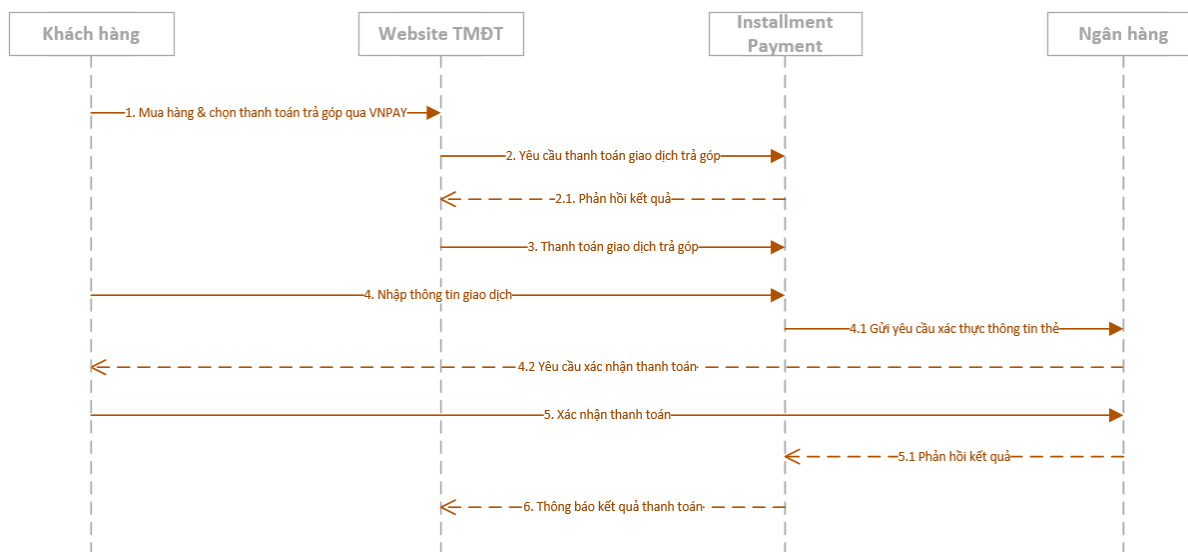 Khách hàng
Website TMĐT
Installment
Payment
Ngân hàng
1. Mua hàng & chọn thanh toán trả góp qua VNPAY
2. Yêu cầu thanh toán giao dịch trả góp
2.1. Phản hồi kết quả
3. Thanh toán giao dịch trả góp
4. Nhập thông tin giao dịch
4.1 Gửi yêu cầu xác thực thông tin thẻ
4.2 Yêu cầu xác nhận thanh toán
5. Xác nhận thanh toán
5.1 Phản hồi kết quả
6. Thông báo kết quả thanh toán